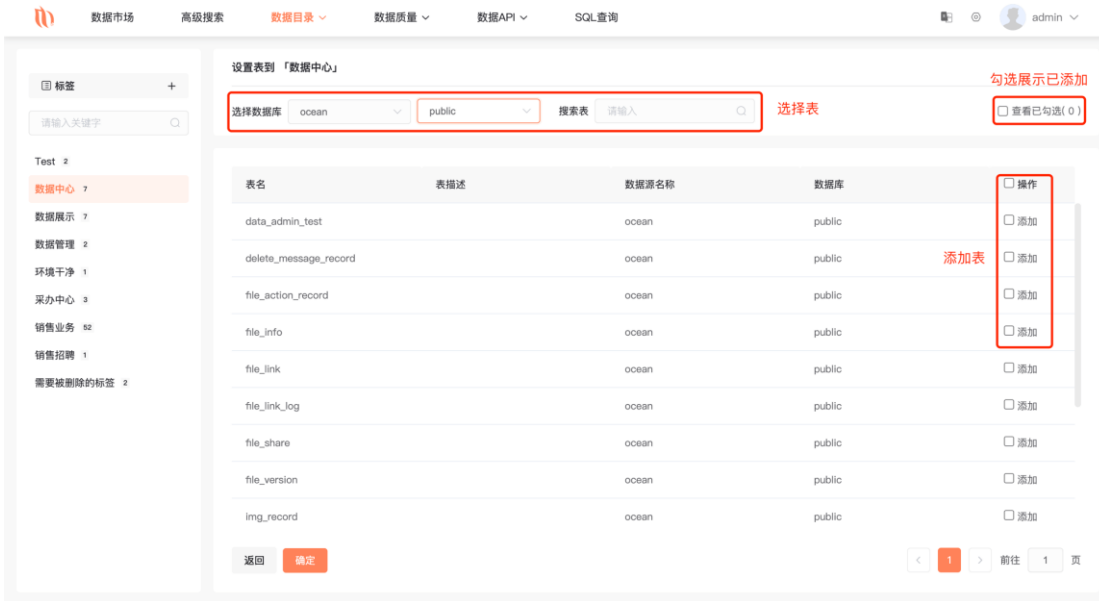 数据市场 高级搜索 数据目录 数据质量 数据API SQL查询 admin
标签 +
请输入关键字
Test 2
数据中心 7
数据展示 7
数据管理 2
环境干净 1
采办中心 3
销售业务 52
销售招聘 1
需要被删除的标签 2
设置表到 「数据中心」
勾选展示已添加
选择数据库 ocean public 搜索表 请输入 选择表 查看已勾选( 0 )
表名 表描述 数据源名称 数据库 操作
data_admin_test ocean public 添加
delete_message_record ocean public 添加表 添加
file_action_record ocean public 添加
file_info ocean public 添加
file_link ocean public 添加
file_link_log ocean public 添加
file_share ocean public 添加
file_version ocean public 添加
img_record ocean public 添加
返回 确定 < 1 > 前往 1 页